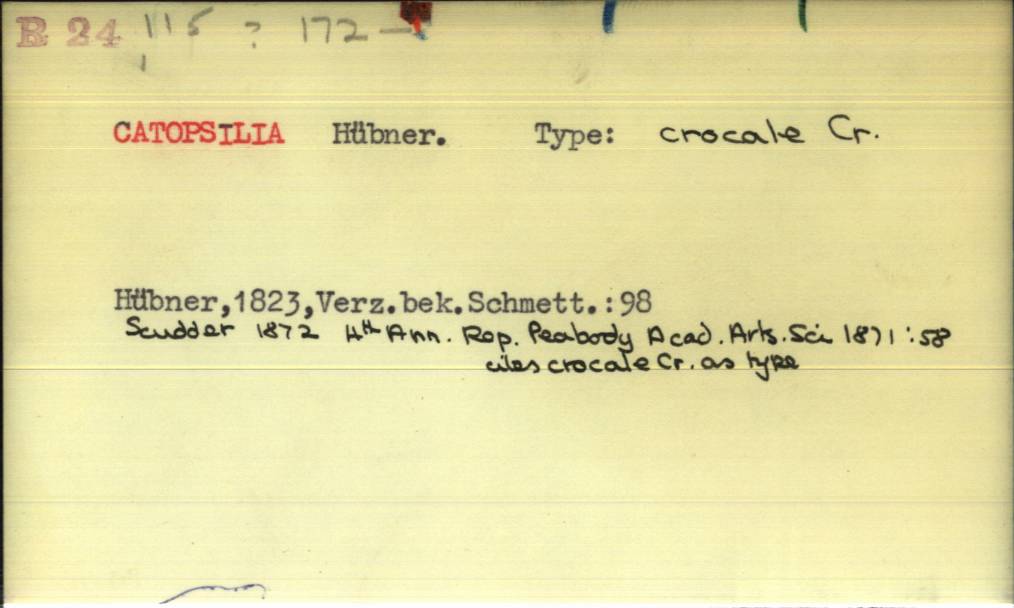 B 24 115 ? 172 —
CATOPSILIA Hübner. Type: crocale Cr.
Hübner,1823,Verz.bek.Schmett.:98
Scudder 1872 4th Ann. Rep. Peabody Acad. Arts. Sci 1871:58
cites crocale Cr. as type